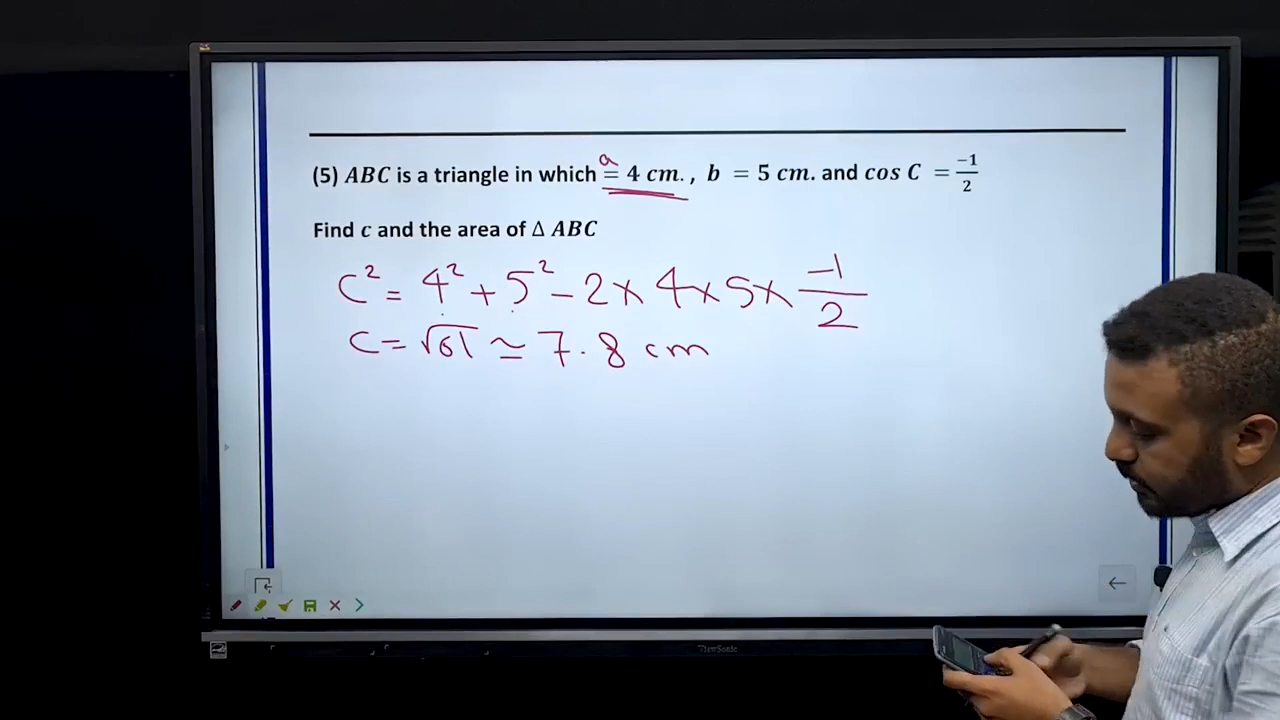 (5) ABC is a triangle in which a = 4 cm. , b = 5 cm. and cos C = -1/2
Find c and the area of Δ ABC
C² = 4² + 5² - 2 × 4 × 5 × -1/2
C = √61 ≃ 7.8 cm
ViewSonic